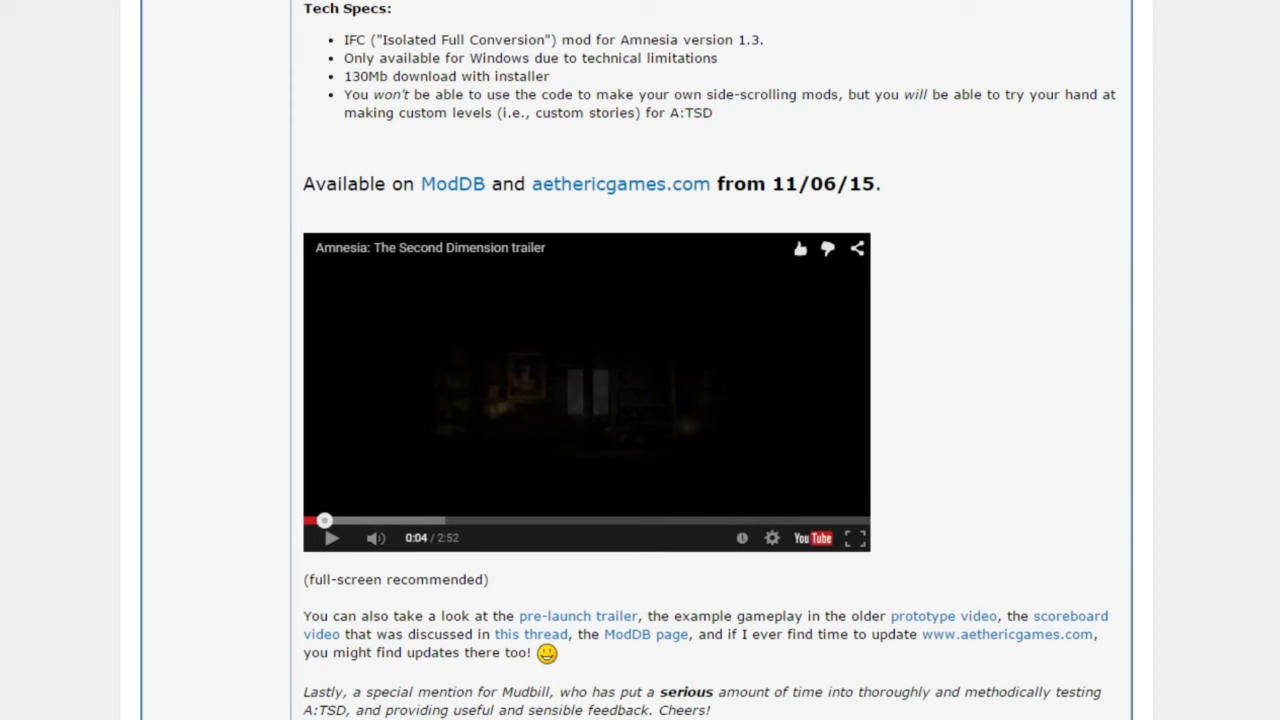 Tech Specs:
IFC ("Isolated Full Conversion") mod for Amnesia version 1.3.
Only available for Windows due to technical limitations
130Mb download with installer
You won't be able to use the code to make your own side-scrolling mods, but you will be able to try your hand at
making custom levels (i.e., custom stories) for A:TSD
Available on ModDB and aethericgames.com from 11/06/15.
Amnesia: The Second Dimension trailer
0:04 / 2:52
YouTube
(full-screen recommended)
You can also take a look at the pre-launch trailer, the example gameplay in the older prototype video, the scoreboard
video that was discussed in this thread, the ModDB page, and if I ever find time to update www.aethericgames.com,
you might find updates there too!
Lastly, a special mention for Mudbill, who has put a serious amount of time into thoroughly and methodically testing
A:TSD, and providing useful and sensible feedback. Cheers!